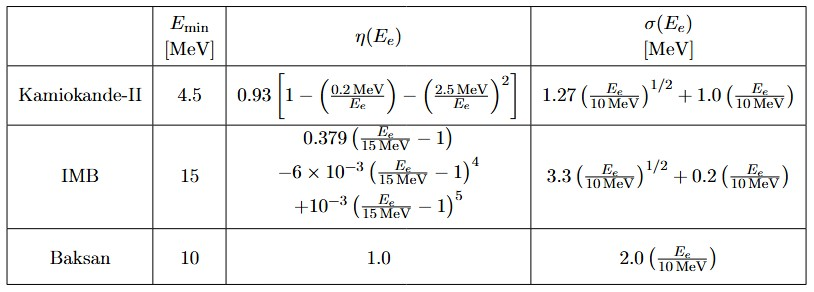 E_min [MeV] η(E_e) σ(E_e) [MeV]
Kamiokande-II 4.5 0.93 [1 − (0.2 MeV/E_e) − (2.5 MeV/E_e)^2] 1.27 (E_e/10 MeV)^1/2 + 1.0 (E_e/10 MeV)
IMB 15 0.379 (E_e/15 MeV − 1) −6 × 10^−3 (E_e/15 MeV − 1)^4 +10^−3 (E_e/15 MeV − 1)^5 3.3 (E_e/10 MeV)^1/2 + 0.2 (E_e/10 MeV)
Baksan 10 1.0 2.0 (E_e/10 MeV)